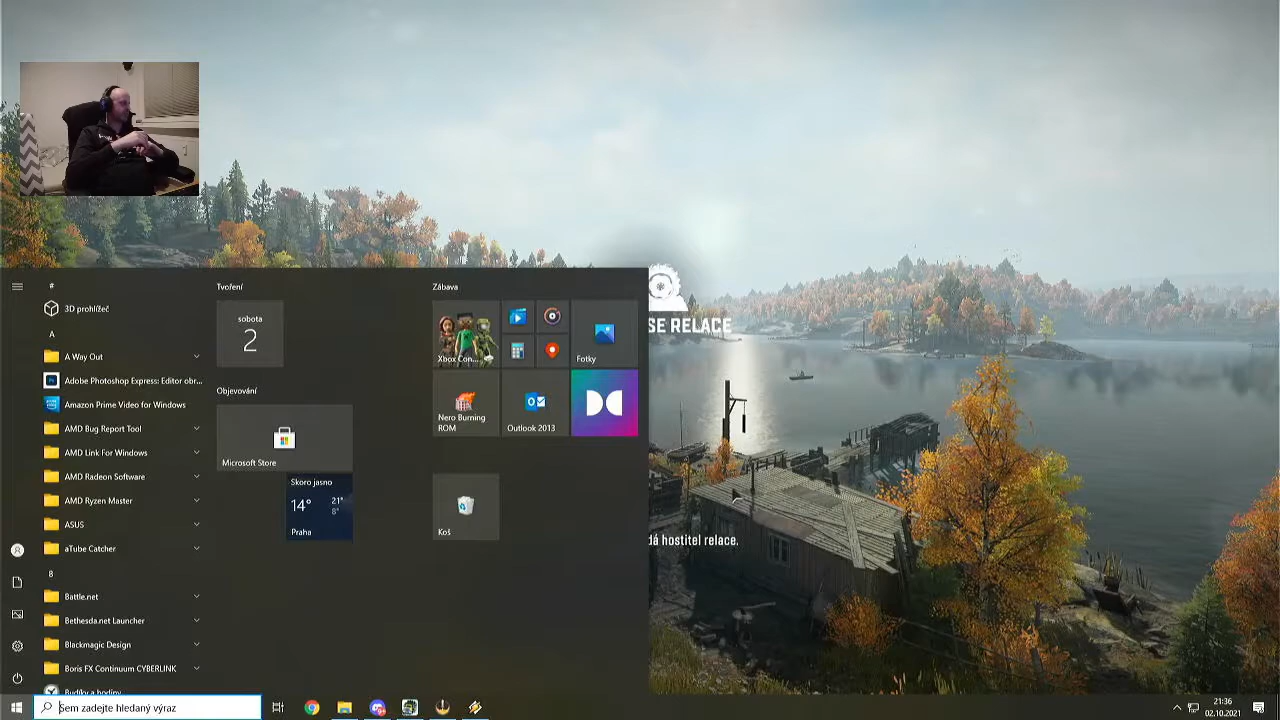 #
3D prohlížeč
A
A Way Out
Adobe Photoshop Express: Editor obr...
Amazon Prime Video for Windows
AMD Bug Report Tool
AMD Link For Windows
AMD Radeon Software
AMD Ryzen Master
ASUS
aTube Catcher
B
Battle.net
Bethesda.net Launcher
Blackmagic Design
Boris FX Continuum CYBERLINK
Budíky a hodiny
Tvoření
sobota
2
Objevování
Microsoft Store
Skoro jasno
14° 21°
8°
Praha
Zábava
Xbox Con...
Fotky
Nero Burning
ROM
Outlook 2013
Koš
SE RELACE
dá hostitel relace.
Sem zadejte hledaný výraz
21:36
02.10.2021